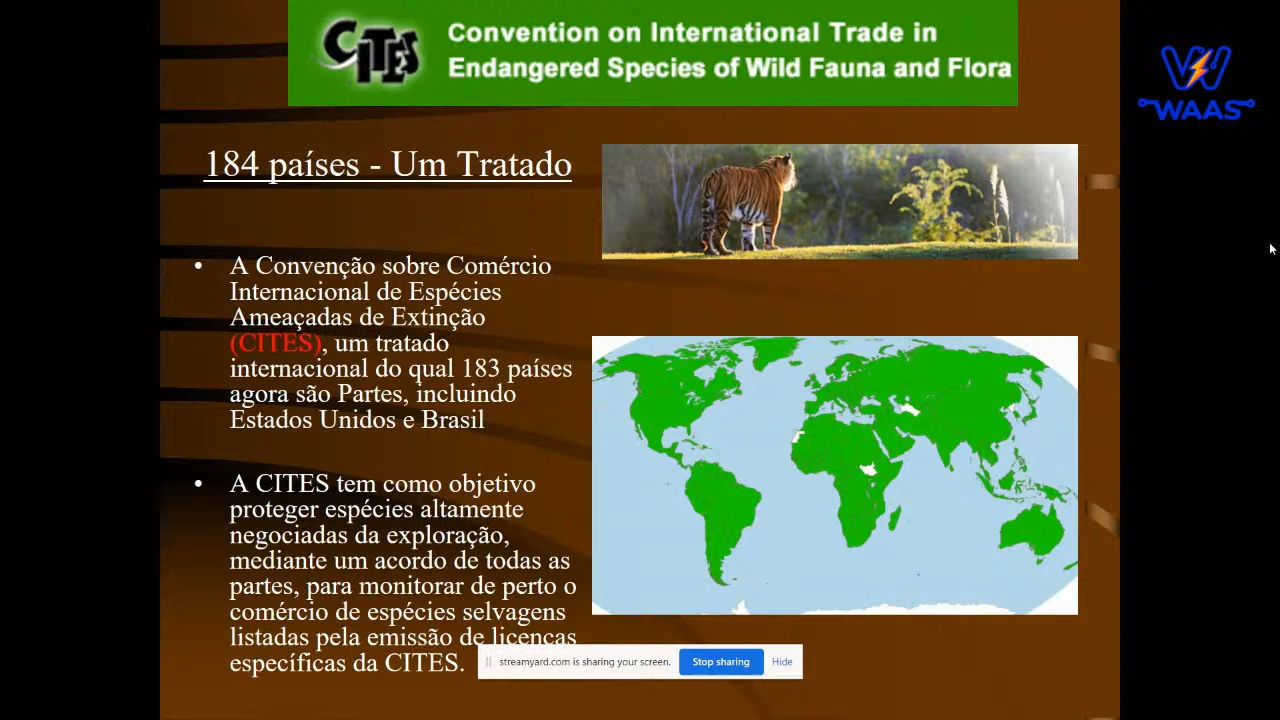 CITES
Convention on International Trade in
Endangered Species of Wild Fauna and Flora
WAAS
184 países - Um Tratado
• A Convenção sobre Comércio
Internacional de Espécies
Ameaçadas de Extinção
(CITES), um tratado
internacional do qual 183 países
agora são Partes, incluindo
Estados Unidos e Brasil
• A CITES tem como objetivo
proteger espécies altamente
negociadas da exploração,
mediante um acordo de todas as
partes, para monitorar de perto o
comércio de espécies selvagens
listadas pela emissão de licenças
específicas da CITES.
streamyard.com is sharing your screen.
Stop sharing
Hide